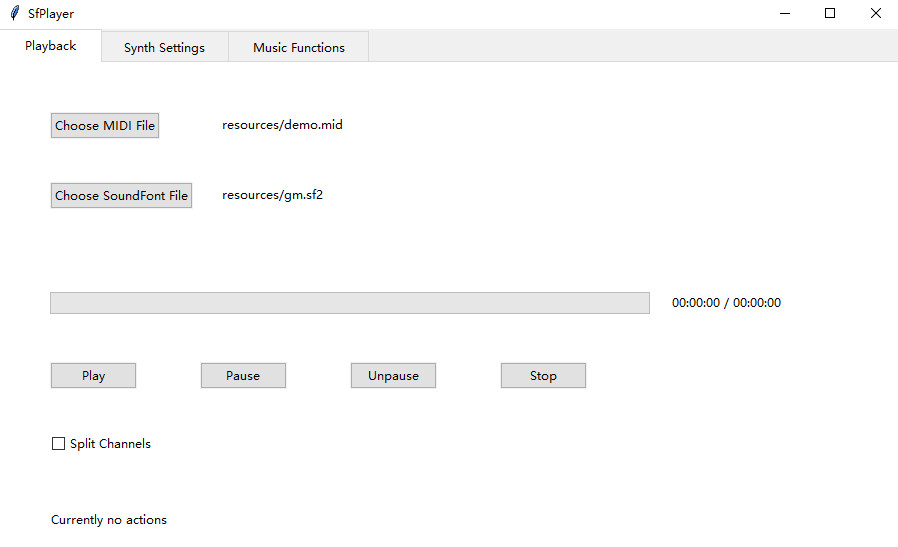 SfPlayer
Playback Synth Settings Music Functions
Choose MIDI File resources/demo.mid
Choose SoundFont File resources/gm.sf2
00:00:00 / 00:00:00
Play Pause Unpause Stop
Split Channels
Currently no actions